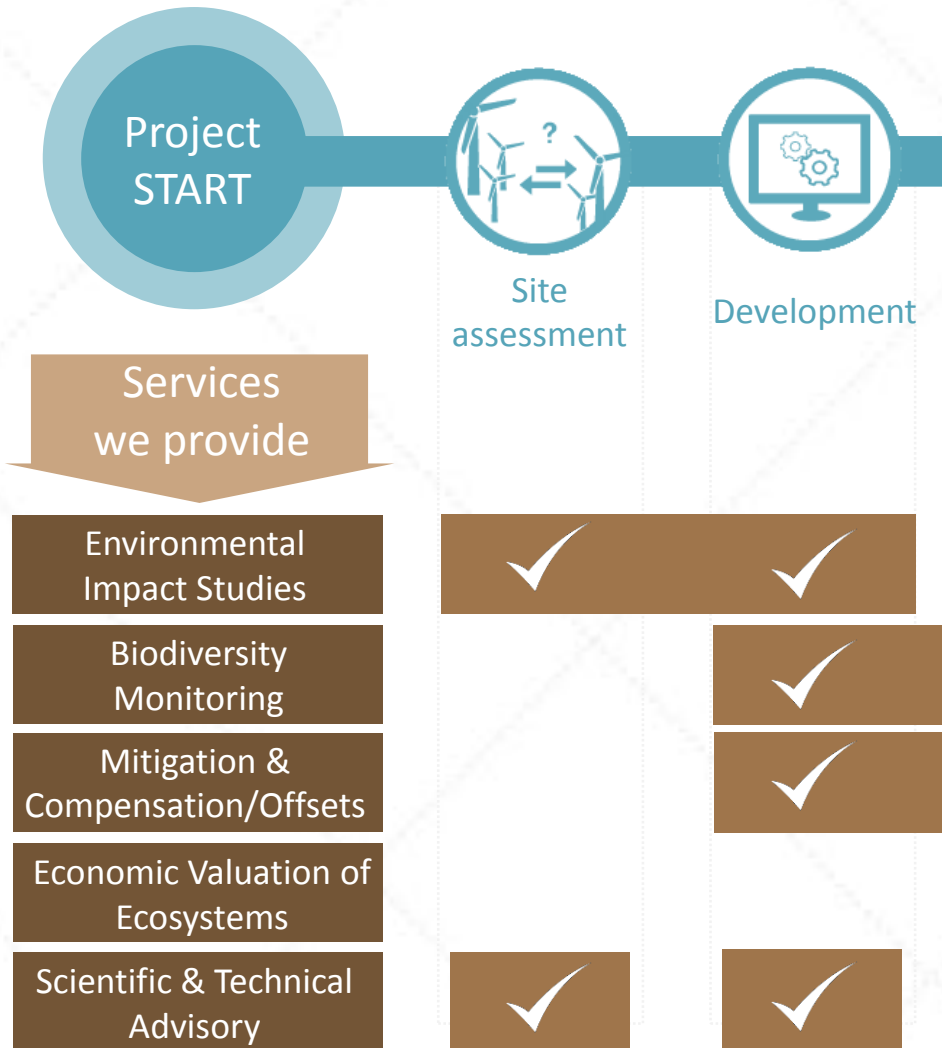 Project
START
?
Site
assessment
Development
Services
we provide
Environmental
Impact Studies
Biodiversity
Monitoring
Mitigation &
Compensation/Offsets
Economic Valuation of
Ecosystems
Scientific & Technical
Advisory